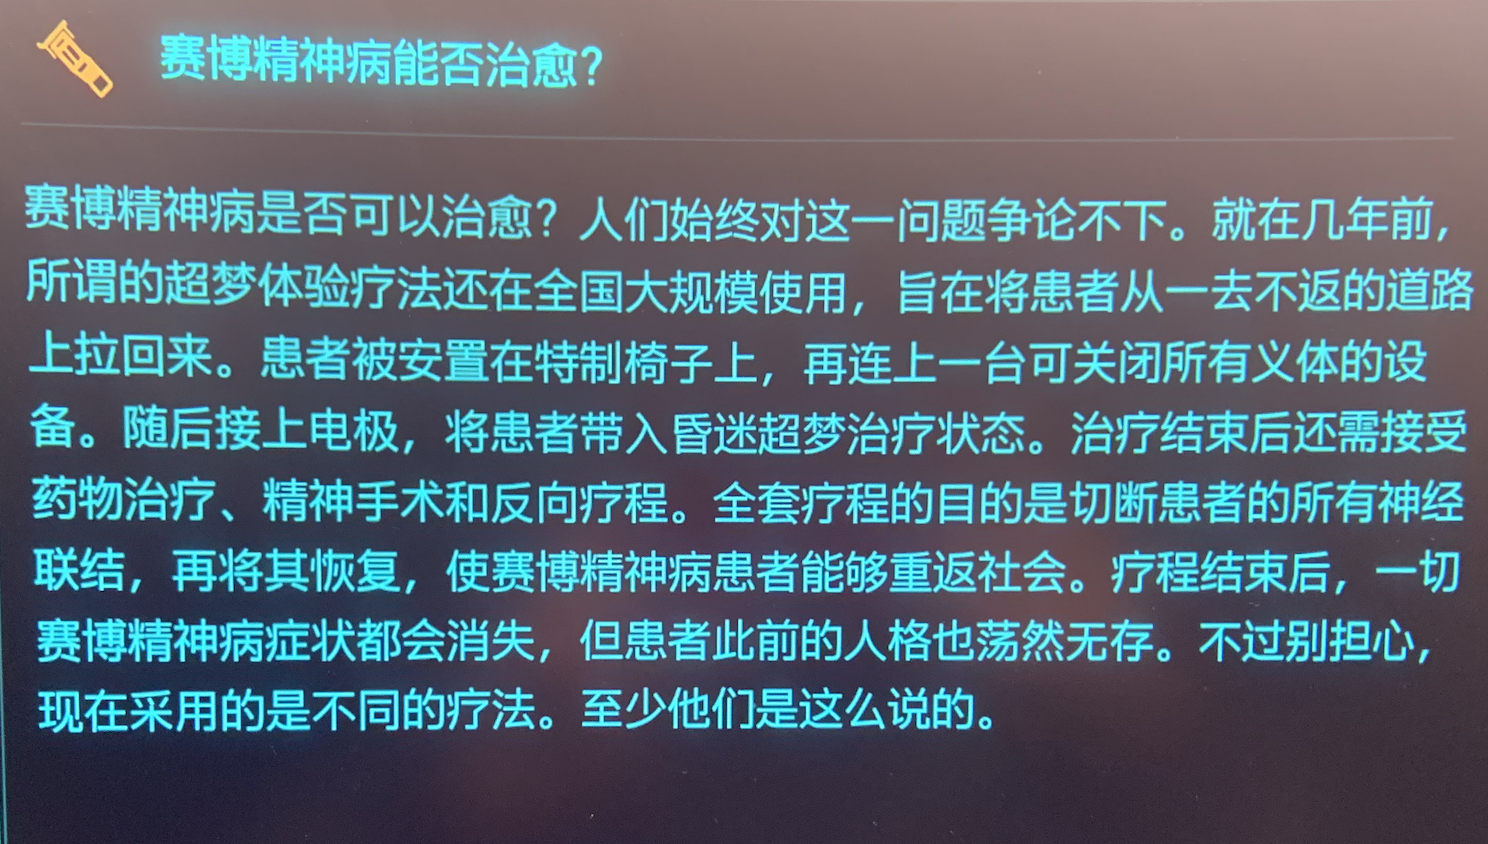 赛博精神病能否治愈？
赛博精神病是否可以治愈？人们始终对这一问题争论不下。就在几年前，
所谓的超梦体验疗法还在全国大规模使用，旨在将患者从一去不返的道路
上拉回来。患者被安置在特制椅子上，再连上一台可关闭所有义体的设
备。随后接上电极，将患者带入昏迷超梦治疗状态。治疗结束后还需接受
药物治疗、精神手术和反向疗程。全套疗程的目的是切断患者的所有神经
联结，再将其恢复，使赛博精神病患者能够重返社会。疗程结束后，一切
赛博精神病症状都会消失，但患者此前的人格也荡然无存。不过别担心，
现在采用的是不同的疗法。至少他们是这么说的。